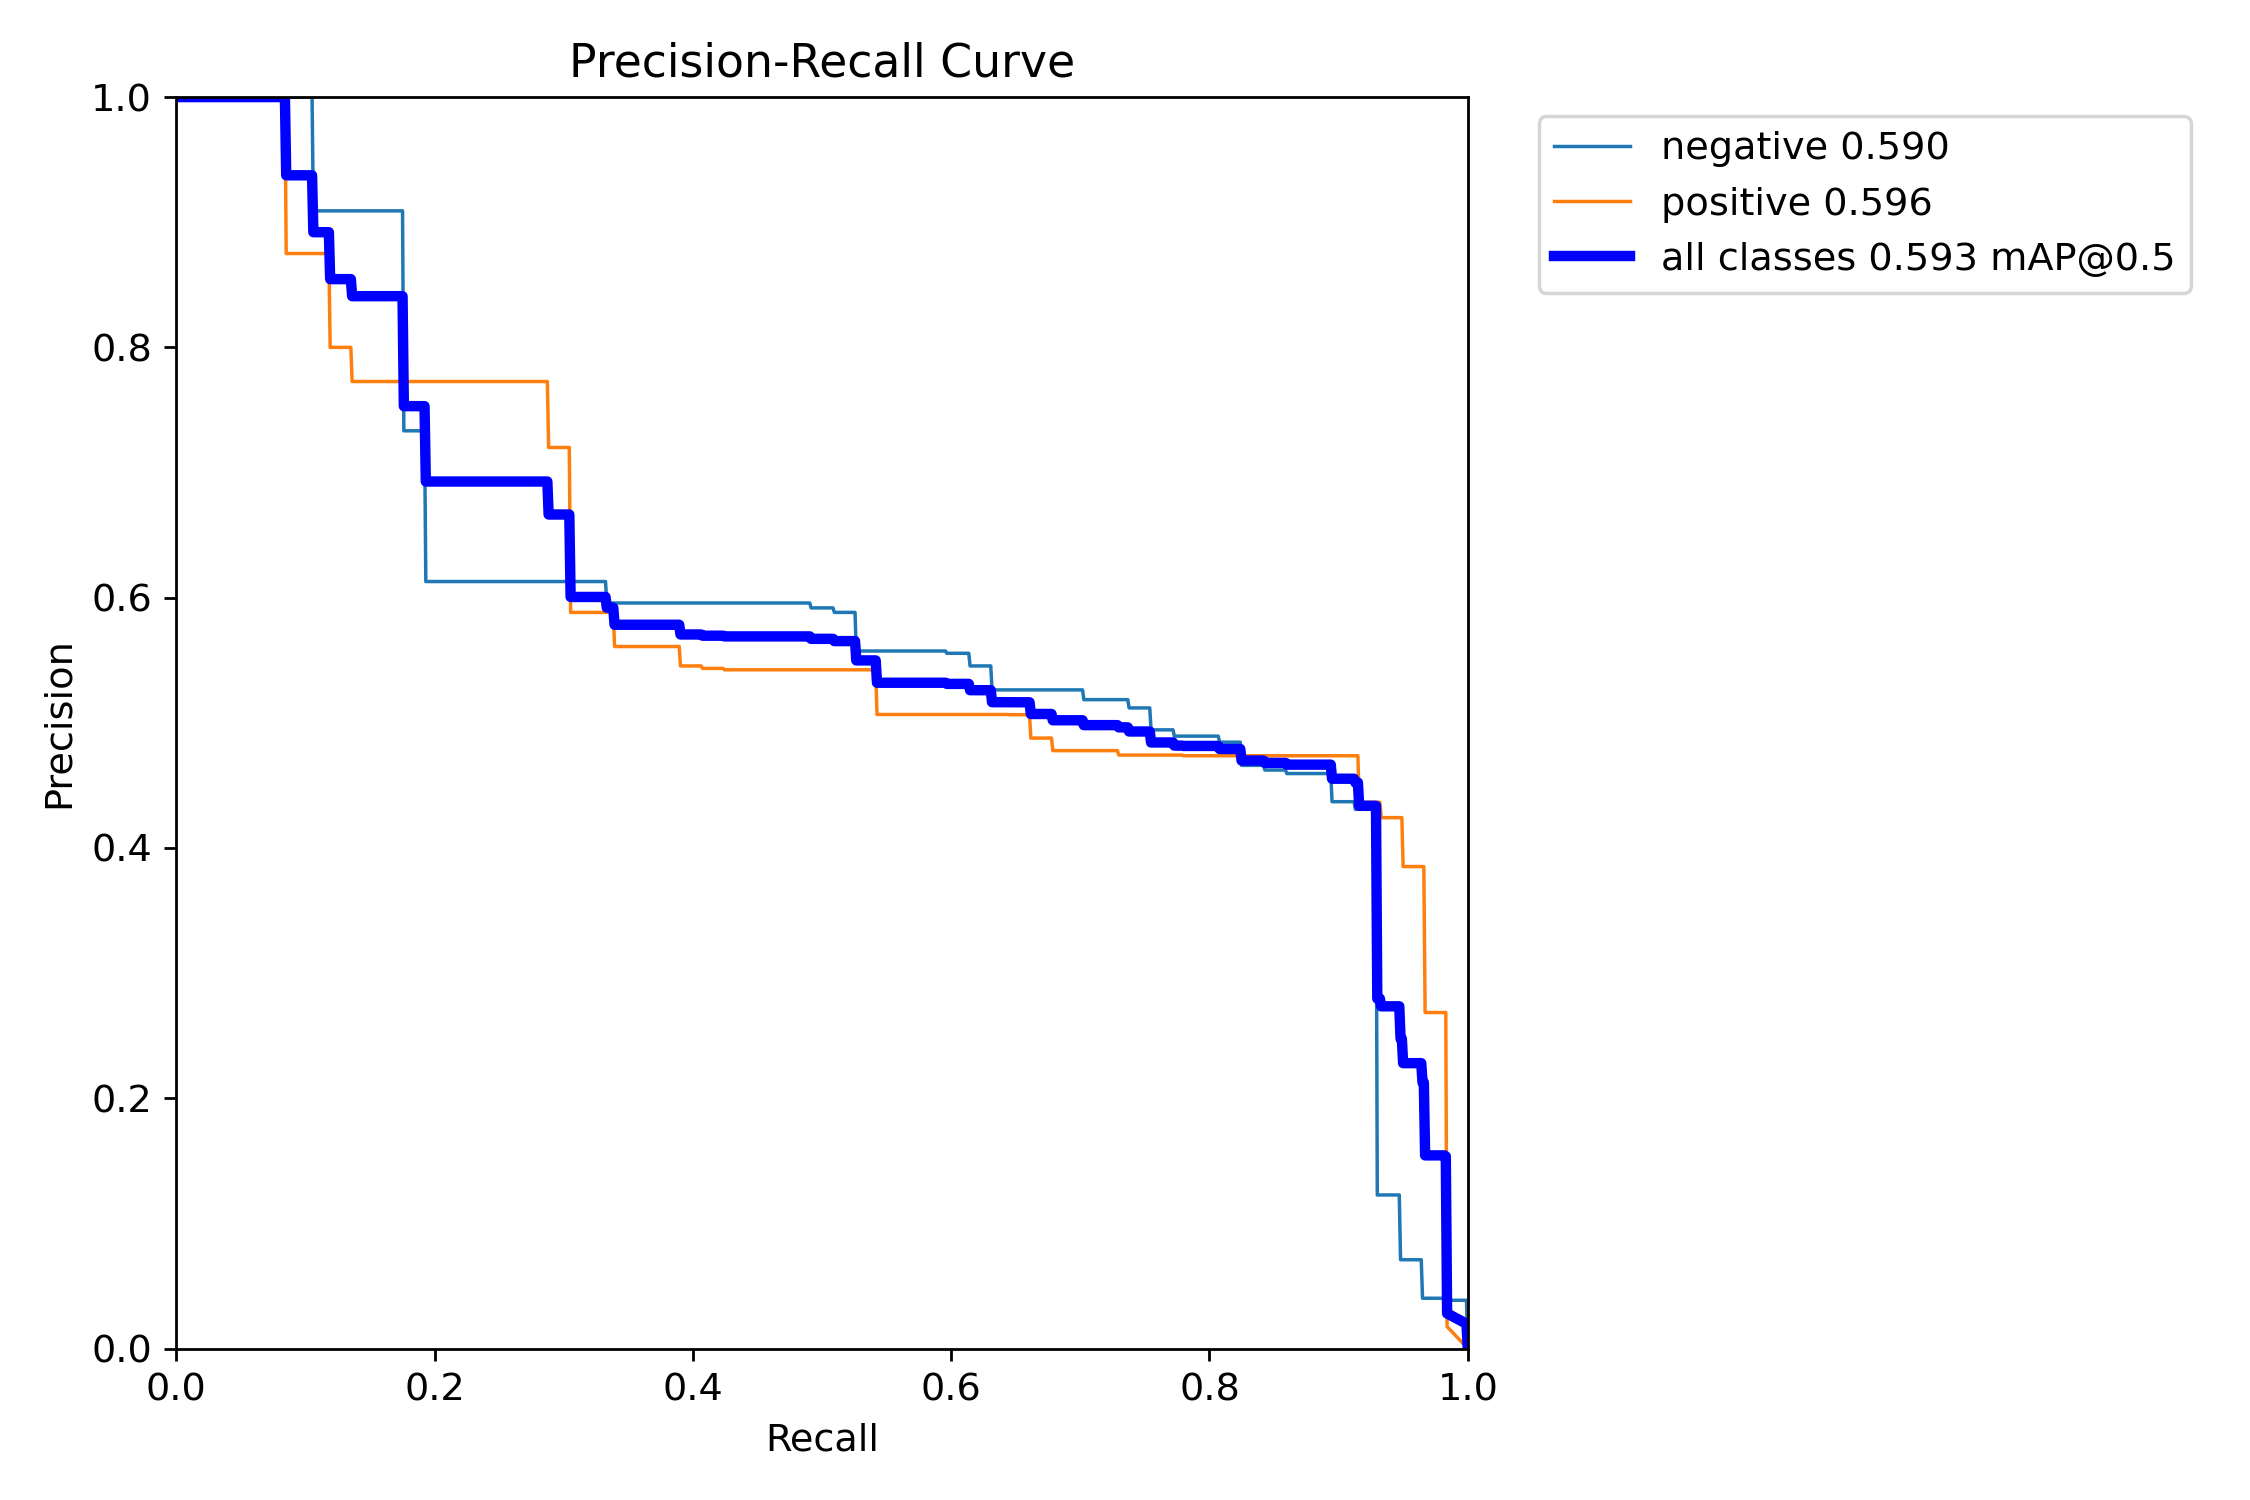 Precision-Recall Curve
1.0
0.8
0.6
0.4
0.2
0.0
Precision
0.0 0.2 0.4 0.6 0.8 1.0
Recall
negative 0.590
positive 0.596
all classes 0.593 mAP@0.5